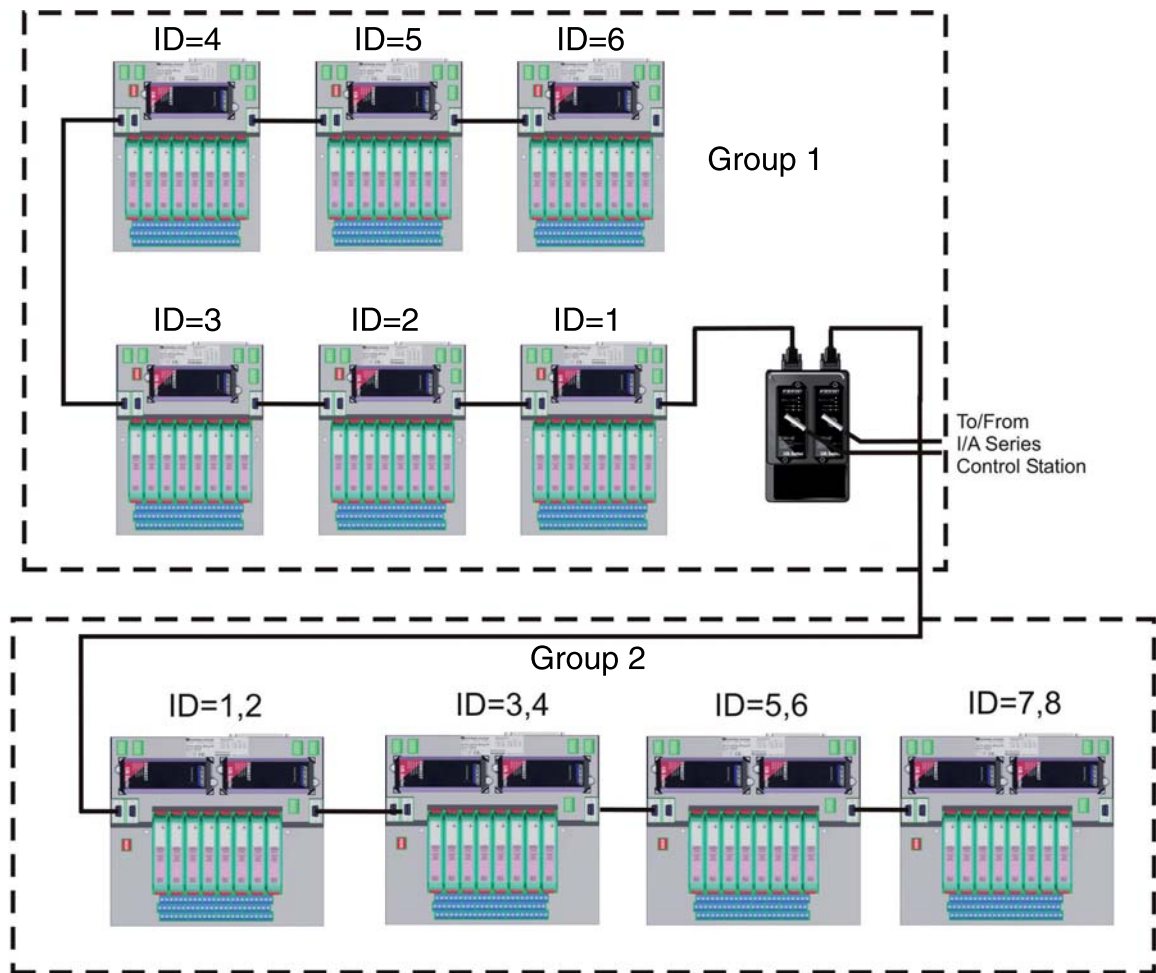 ID=4
ID=5
ID=6
Group 1
ID=3
ID=2
ID=1
To/From
I/A Series
Control Station
Group 2
ID=1,2
ID=3,4
ID=5,6
ID=7,8